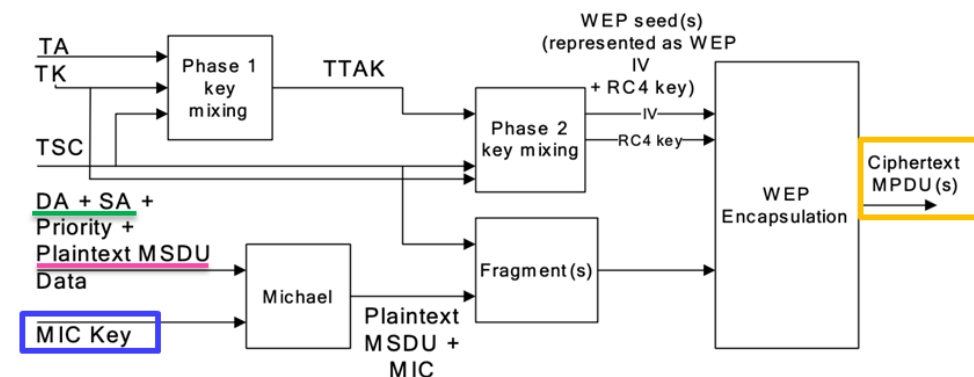 WEP seed(s)
(represented as WEP
IV
+ RC4 key)
TA
TK
Phase 1
key
mixing
TTAK
TSC
Phase 2
key mixing
IV
RC4 key
WEP
Encapsulation
Ciphertext
MPDU(s)
DA + SA +
Priority +
Plaintext MSDU
Data
Michael
Fragment(s)
MIC Key
Plaintext
MSDU +
MIC